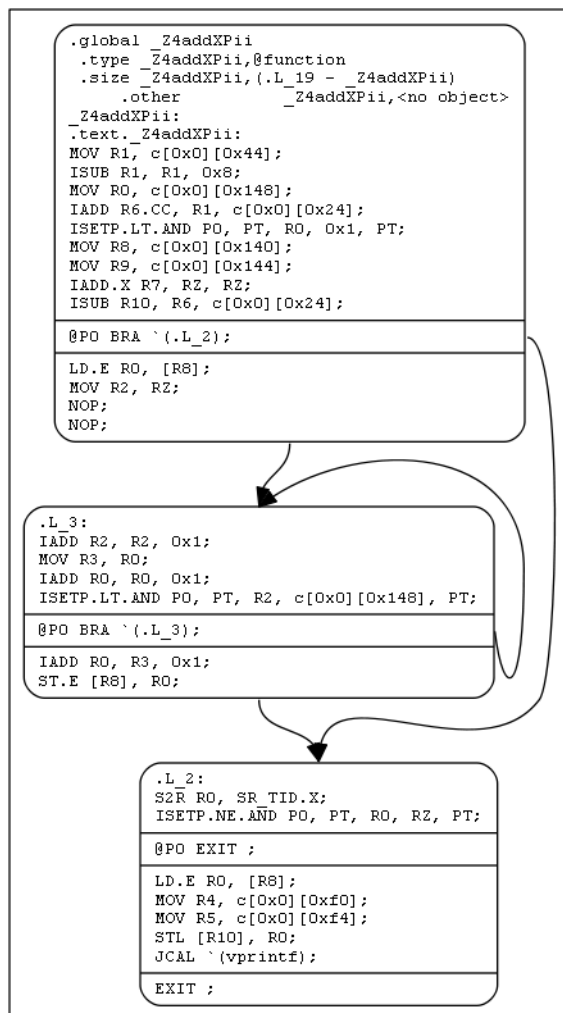 .global _Z4addXPii
.type _Z4addXPii,@function
.size _Z4addXPii,(.L_19 - _Z4addXPii)
.other _Z4addXPii,<no object>
_Z4addXPii:
.text._Z4addXPii:
MOV R1, c[0x0][0x44];
ISUB R1, R1, 0x8;
MOV R0, c[0x0][0x148];
IADD R6.CC, R1, c[0x0][0x24];
ISETP.LT.AND P0, PT, R0, 0x1, PT;
MOV R8, c[0x0][0x140];
MOV R9, c[0x0][0x144];
IADD.X R7, RZ, RZ;
ISUB R10, R6, c[0x0][0x24];
@P0 BRA `(.L_2);
LD.E R0, [R8];
MOV R2, RZ;
NOP;
NOP;
.L_3:
IADD R2, R2, 0x1;
MOV R3, R0;
IADD R0, R0, 0x1;
ISETP.LT.AND P0, PT, R2, c[0x0][0x148], PT;
@P0 BRA `(.L_3);
IADD R0, R3, 0x1;
ST.E [R8], R0;
.L_2:
S2R R0, SR_TID.X;
ISETP.NE.AND P0, PT, R0, RZ, PT;
@P0 EXIT ;
LD.E R0, [R8];
MOV R4, c[0x0][0xf0];
MOV R5, c[0x0][0xf4];
STL [R10], R0;
JCAL `(vprintf);
EXIT ;